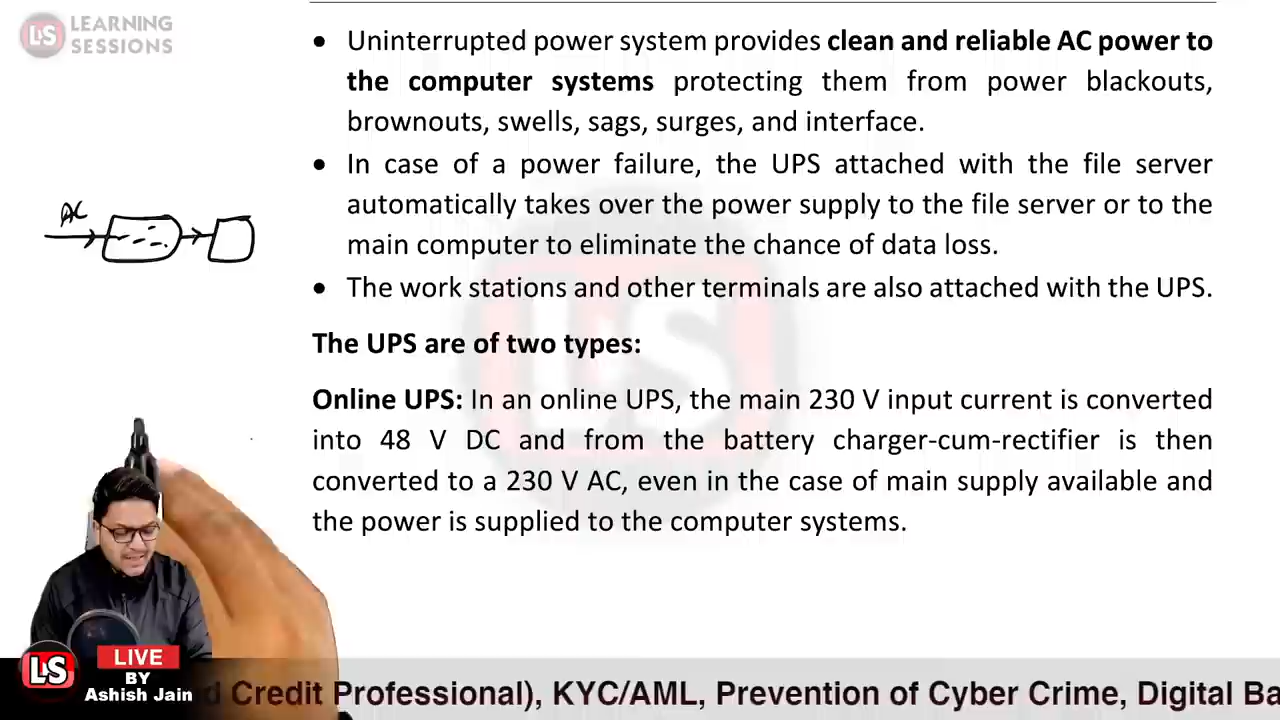 LS LEARNING
SESSIONS
• Uninterrupted power system provides clean and reliable AC power to
the computer systems protecting them from power blackouts,
brownouts, swells, sags, surges, and interface.
• In case of a power failure, the UPS attached with the file server
automatically takes over the power supply to the file server or to the
main computer to eliminate the chance of data loss.
• The work stations and other terminals are also attached with the UPS.
AC
The UPS are of two types:
Online UPS: In an online UPS, the main 230 V input current is converted
into 48 V DC and from the battery charger-cum-rectifier is then
converted to a 230 V AC, even in the case of main supply available and
the power is supplied to the computer systems.
LS
LS
LIVE
BY
Ashish Jain
d Credit Professional), KYC/AML, Prevention of Cyber Crime, Digital Ba